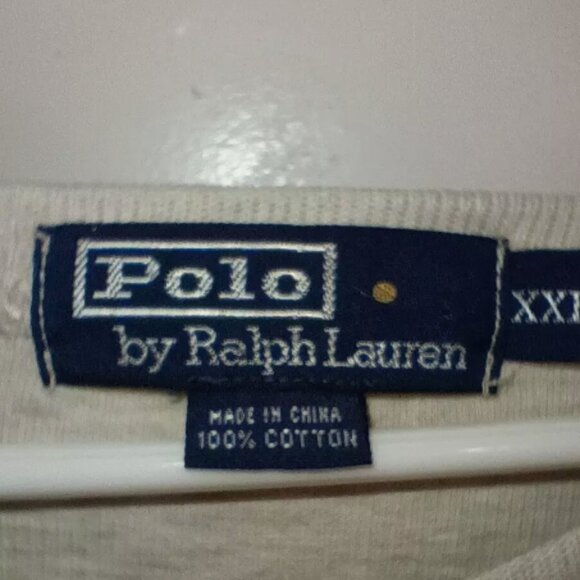 Polo
by Ralph Lauren
MADE IN CHINA
100% COTTON